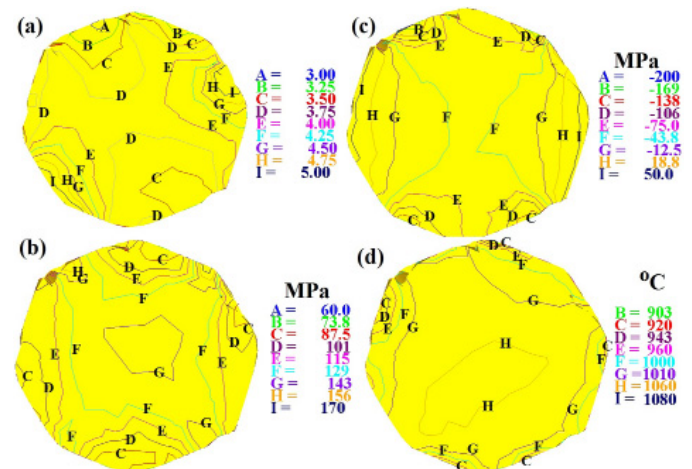 (a)
A = 3.00
B = 3.25
C = 3.50
D = 3.75
E = 4.00
F = 4.25
G = 4.50
H = 4.75
I = 5.00
(c)
MPa
A = -200
B = -169
C = -138
D = -106
E = -75.0
F = -43.8
G = -12.5
H = 18.8
I = 50.0
(b)
MPa
A = 60.0
B = 73.8
C = 87.5
D = 101
E = 115
F = 129
G = 143
H = 156
I = 170
(d)
°C
B = 903
C = 920
D = 943
E = 960
F = 1000
G = 1010
H = 1060
I = 1080